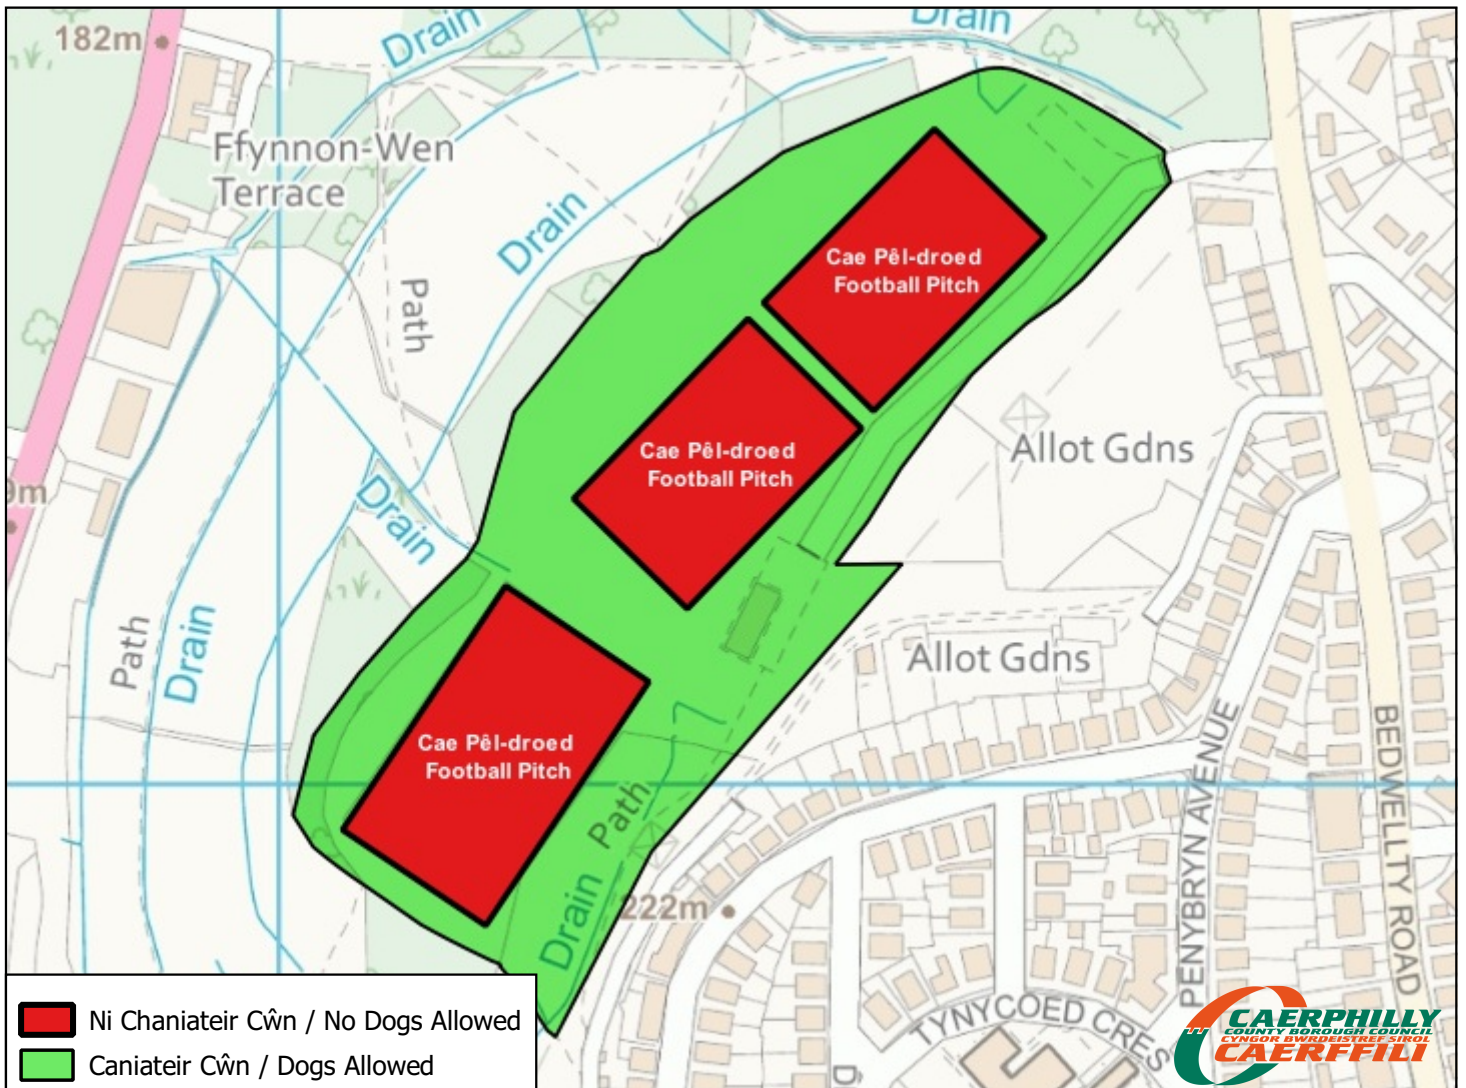 182m
Drain
Drain
Ffynnon-Wen
Terrace
Drain
Path
Cae Pêl-droed
Football Pitch
Cae Pêl-droed
Football Pitch
Allot Gdns
9m
Drain
Path
Drain
Allot Gdns
Cae Pêl-droed
Football Pitch
Path
Drain
222m
PENYBRYN AVENUE
BEDWELLTY ROAD
TYNYCOED CRES
Ni Chaniateir Cŵn / No Dogs Allowed
Caniateir Cŵn / Dogs Allowed
CAERPHILLY
COUNTY BOROUGH COUNCIL
CYNGOR BWRDEISTREF SIROL
CAERFFILI